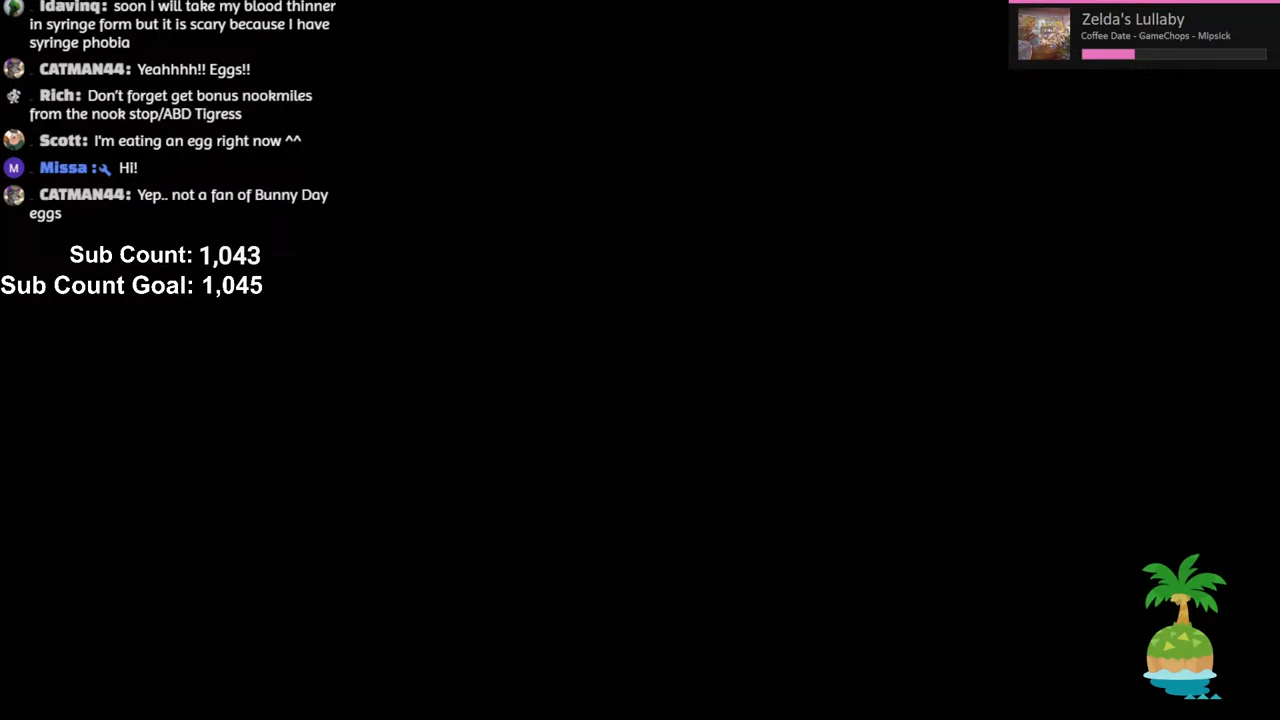 Idavinq: soon I will take my blood thinner
in syringe form but it is scary because I have
syringe phobia
CATMAN44: Yeahhhh!! Eggs!!
Rich: Don't forget get bonus nookmiles
from the nook stop/ABD Tigress
Scott: I'm eating an egg right now ^^
M Missa : Hi!
CATMAN44: Yep.. not a fan of Bunny Day
eggs
Sub Count: 1,043
Sub Count Goal: 1,045
Zelda's Lullaby
Coffee Date - GameChops - Mipsick